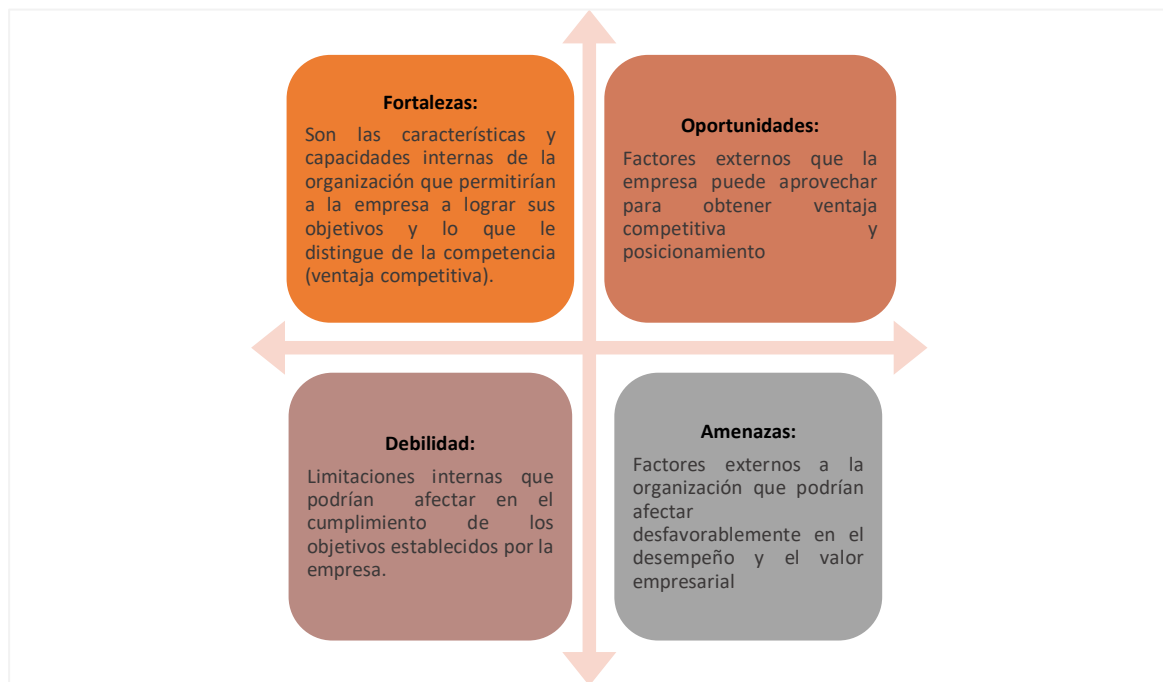 Fortalezas:
Son las características y
capacidades internas de la
organización que permitirían
a la empresa a lograr sus
objetivos y lo que le
distingue de la competencia
(ventaja competitiva).
Oportunidades:
Factores externos que la
empresa puede aprovechar
para obtener ventaja
competitiva y
posicionamiento
Debilidad:
Limitaciones internas que
podrían afectar en el
cumplimiento de los
objetivos establecidos por la
empresa.
Amenazas:
Factores externos a la
organización que podrían
afectar
desfavorablemente en el
desempeño y el valor
empresarial